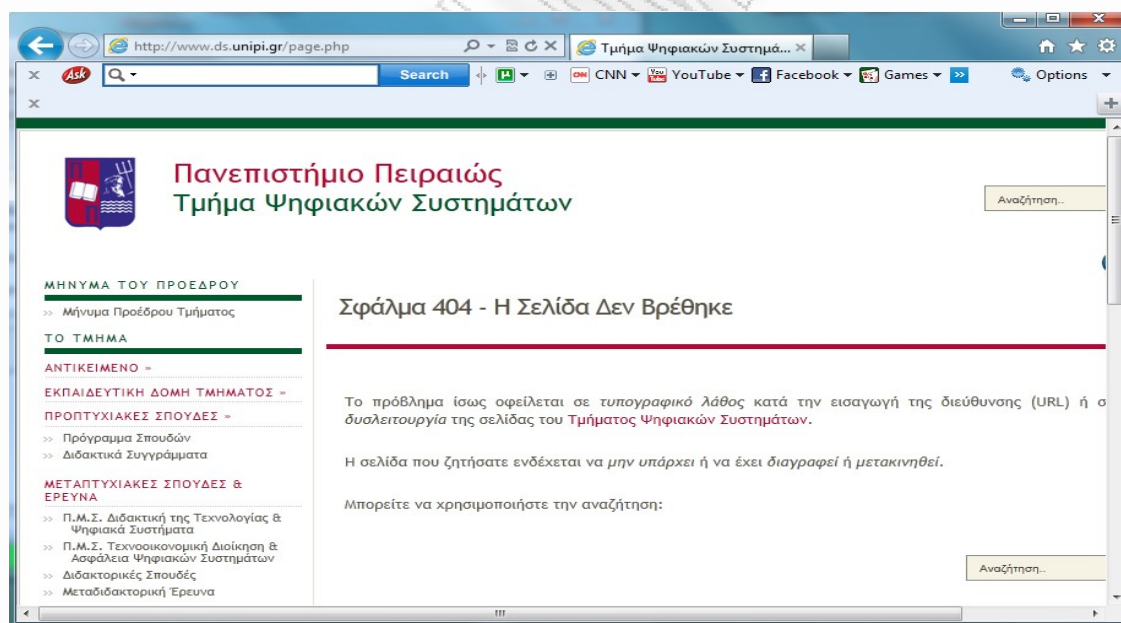 http://www.ds.unipi.gr/page.php
Τμήμα Ψηφιακών Συστημά...
Ask
Search
CNN
YouTube
Facebook
Games
Options
Πανεπιστήμιο Πειραιώς
Τμήμα Ψηφιακών Συστημάτων
Αναζήτηση..
ΜΗΝΥΜΑ ΤΟΥ ΠΡΟΕΔΡΟΥ
» Μήνυμα Προέδρου Τμήματος
ΤΟ ΤΜΗΜΑ
ΑΝΤΙΚΕΙΜΕΝΟ »
ΕΚΠΑΙΔΕΥΤΙΚΗ ΔΟΜΗ ΤΜΗΜΑΤΟΣ »
ΠΡΟΠΤΥΧΙΑΚΕΣ ΣΠΟΥΔΕΣ »
» Πρόγραμμα Σπουδών
» Διδακτικά Συγγράμματα
ΜΕΤΑΠΤΥΧΙΑΚΕΣ ΣΠΟΥΔΕΣ &
ΕΡΕΥΝΑ
» Π.Μ.Σ. Διδακτική της Τεχνολογίας &
Ψηφιακά Συστήματα
» Π.Μ.Σ. Τεχνοοικονομική Διοίκηση &
Ασφάλεια Ψηφιακών Συστημάτων
» Διδακτορικές Σπουδές
» Μεταδιδακτορική Έρευνα
Σφάλμα 404 - Η Σελίδα Δεν Βρέθηκε
Το πρόβλημα ίσως οφείλεται σε τυπογραφικό λάθος κατά την εισαγωγή της διεύθυνσης (URL) ή σ
δυσλειτουργία της σελίδας του Τμήματος Ψηφιακών Συστημάτων.
Η σελίδα που ζητήσατε ενδέχεται να μην υπάρχει ή να έχει διαγραφεί ή μετακινηθεί.
Μπορείτε να χρησιμοποιήστε την αναζήτηση:
Αναζήτηση..